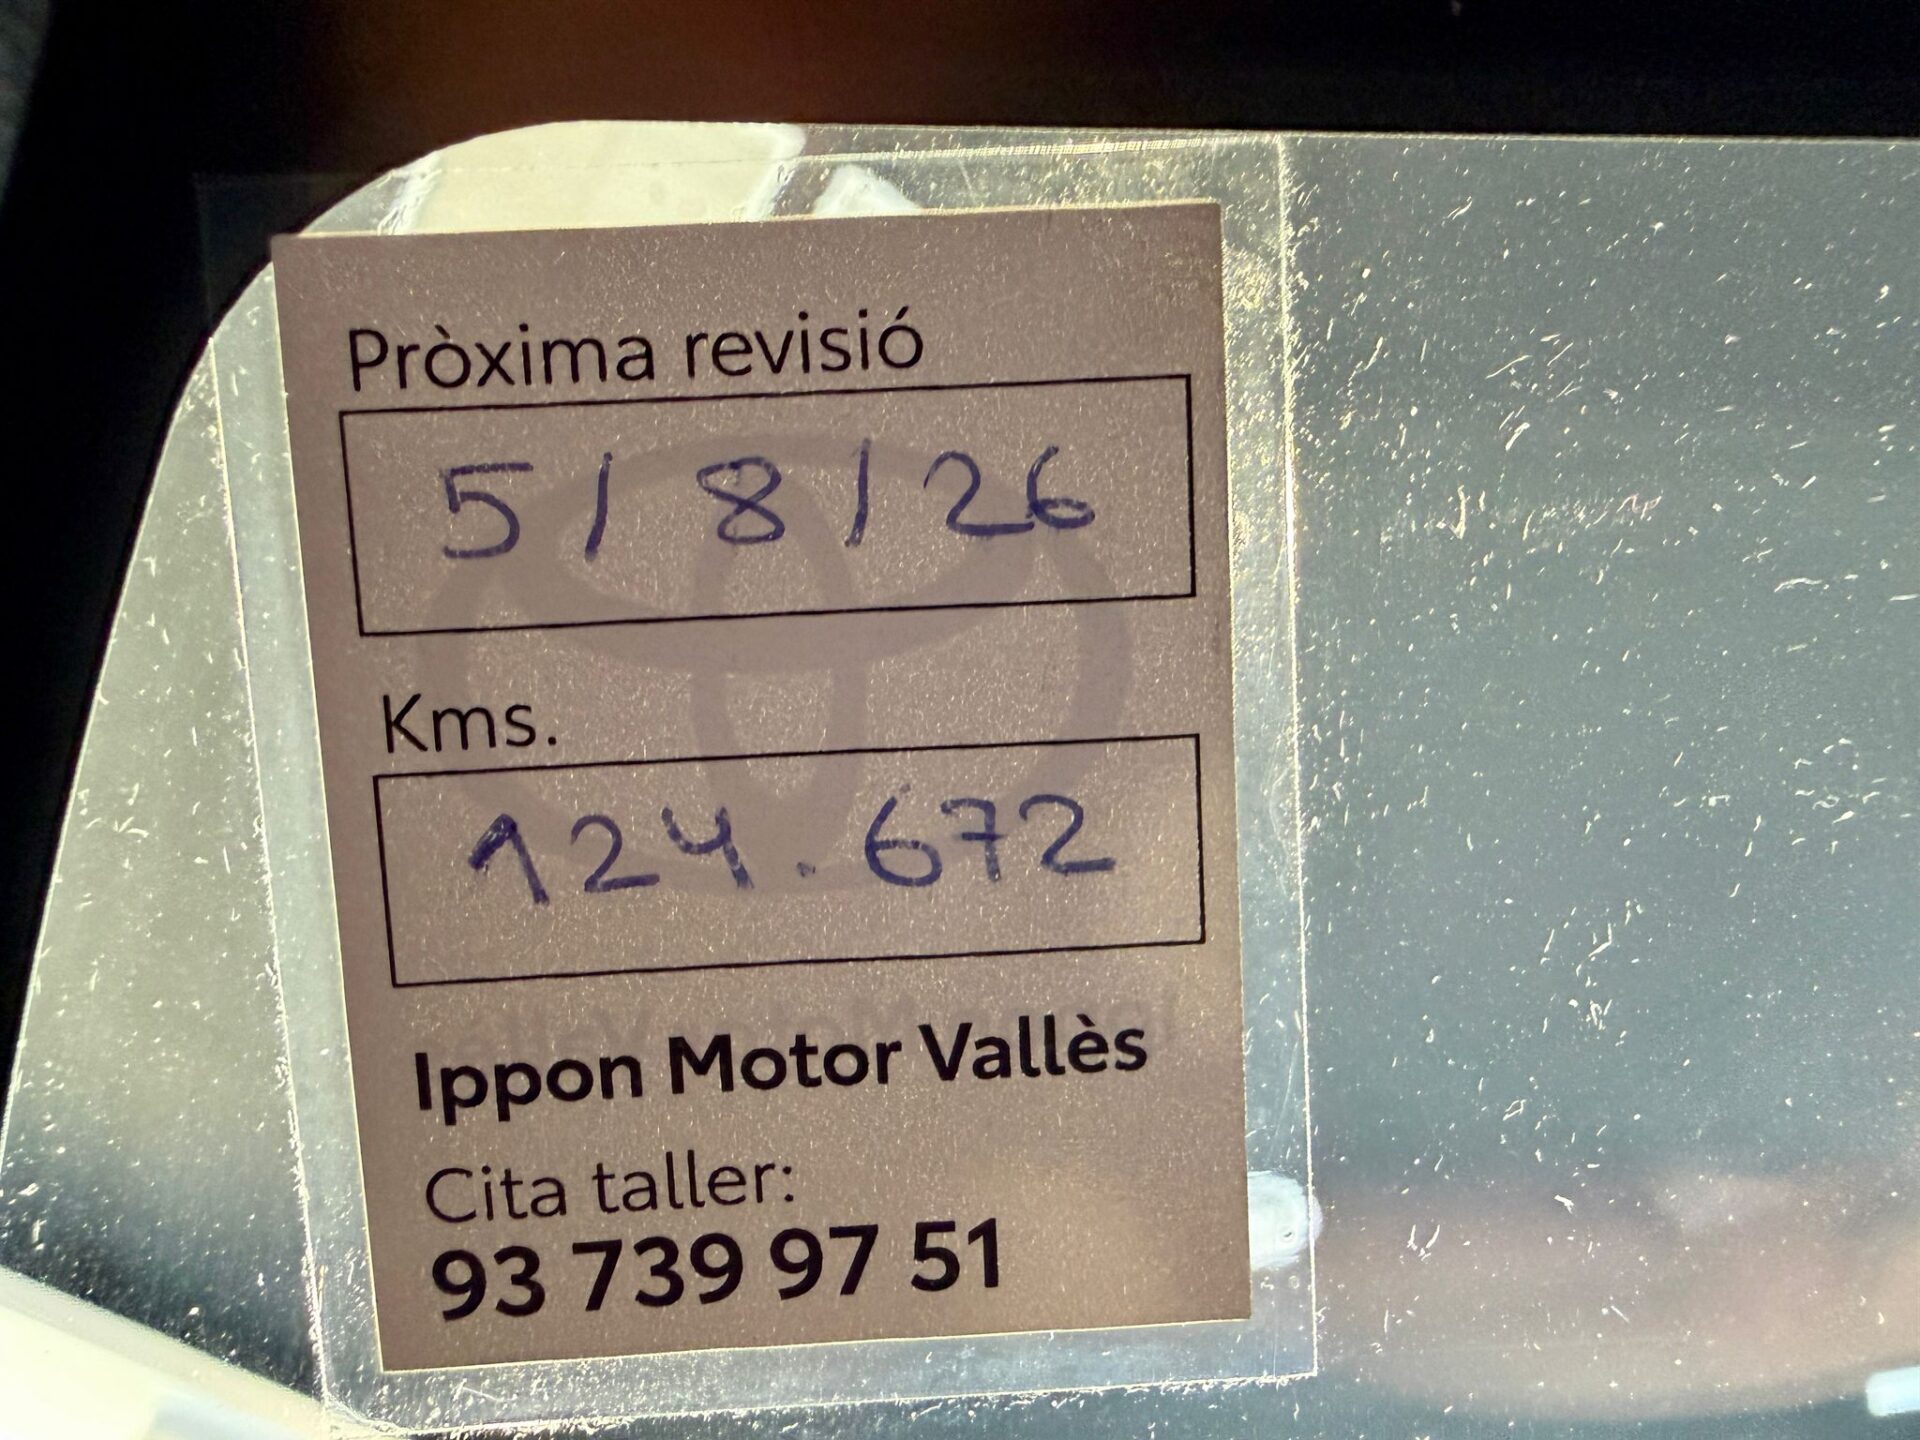 Pròxima revisió
5/8/26
Kms.
124.672
Ippon Motor Vallès
Cita taller:
93 739 97 51